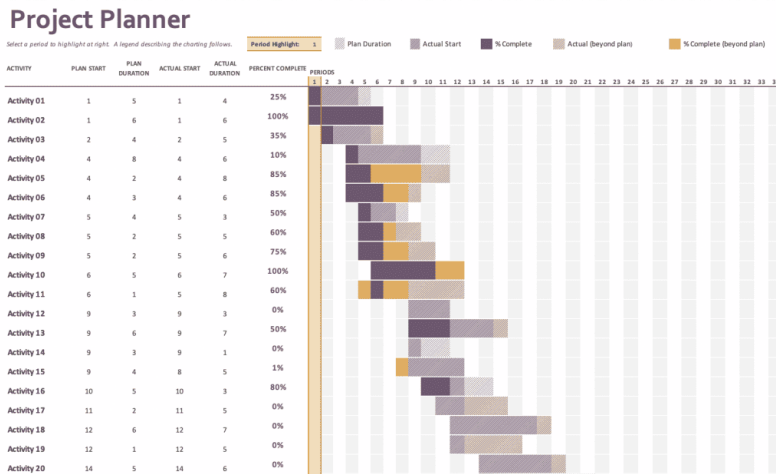 Project Planner
Select a period to highlight at right.  A legend describing the charting follows.
Period Highlight: 1
Plan Duration
Actual Start
% Complete
Actual (beyond plan)
% Complete (beyond plan)
ACTIVITY PLAN START PLAN DURATION ACTUAL START ACTUAL DURATION PERCENT COMPLETE PERIODS
1 2 3 4 5 6 7 8 9 10 11 12 13 14 15 16 17 18 19 20 21 22 23 24 25 26 27 28 29 30 31 32 33 3
Activity 01 1 5 1 4 25%
Activity 02 1 6 1 6 100%
Activity 03 2 4 2 5 35%
Activity 04 4 8 4 6 10%
Activity 05 4 2 4 8 85%
Activity 06 4 3 4 6 85%
Activity 07 5 4 5 3 50%
Activity 08 5 2 5 5 60%
Activity 09 5 2 5 6 75%
Activity 10 6 5 6 7 100%
Activity 11 6 1 5 8 60%
Activity 12 9 3 9 3 0%
Activity 13 9 6 9 7 50%
Activity 14 9 3 9 1 0%
Activity 15 9 4 8 5 1%
Activity 16 10 5 10 3 80%
Activity 17 11 2 11 5 0%
Activity 18 12 6 12 7 0%
Activity 19 12 1 12 5 0%
Activity 20 14 5 14 6 0%